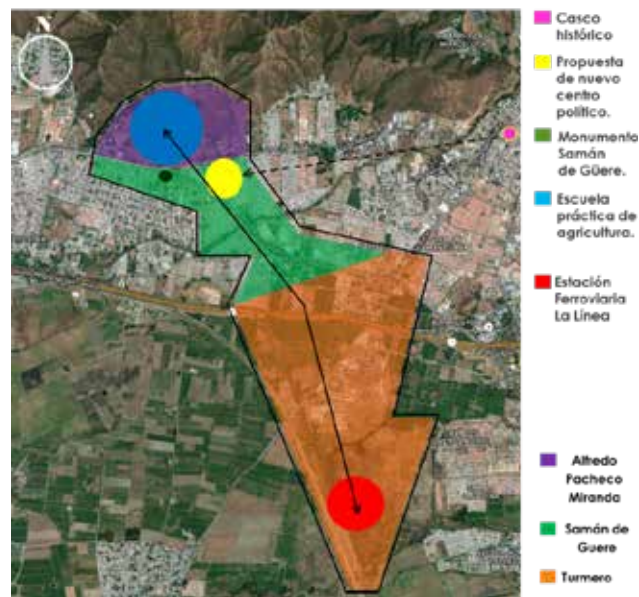 N
Casco
histórico
Propuesta
de nuevo
centro
político.
Monumento
Samán
de Güere.
Escuela
práctica de
agricultura.
Estación
Ferroviaria
La Línea
Alfredo
Pacheco
Miranda
Samán de
Guere
Turmero